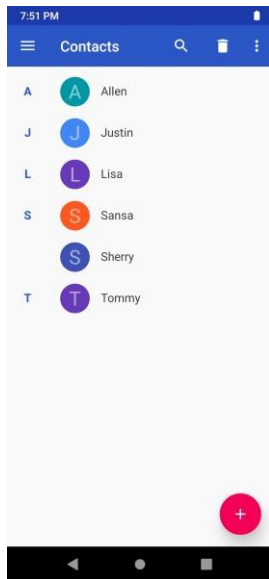 7:51 PM
Contacts
A A Allen
J J Justin
L L Lisa
S S Sansa
S Sherry
T T Tommy
+